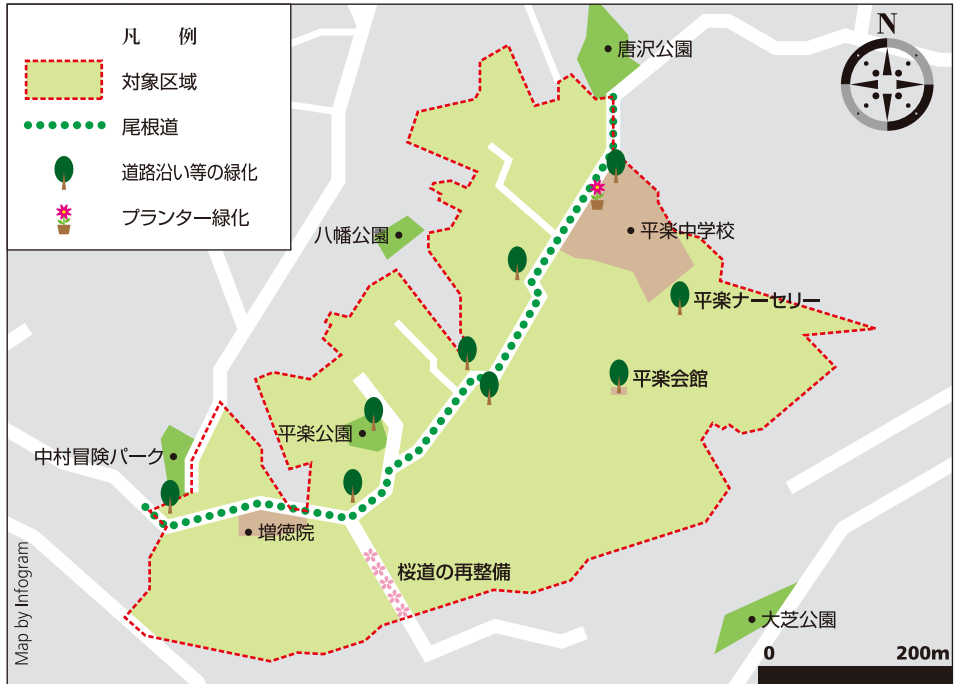 凡 例
対象区域
尾根道
道路沿い等の緑化
プランター緑化
N
唐沢公園
平楽中学校
八幡公園
平楽ナーセリー
平楽会館
平楽公園
中村冒険パーク
増徳院
桜道の再整備
大芝公園
0 200m
Map by Infogram